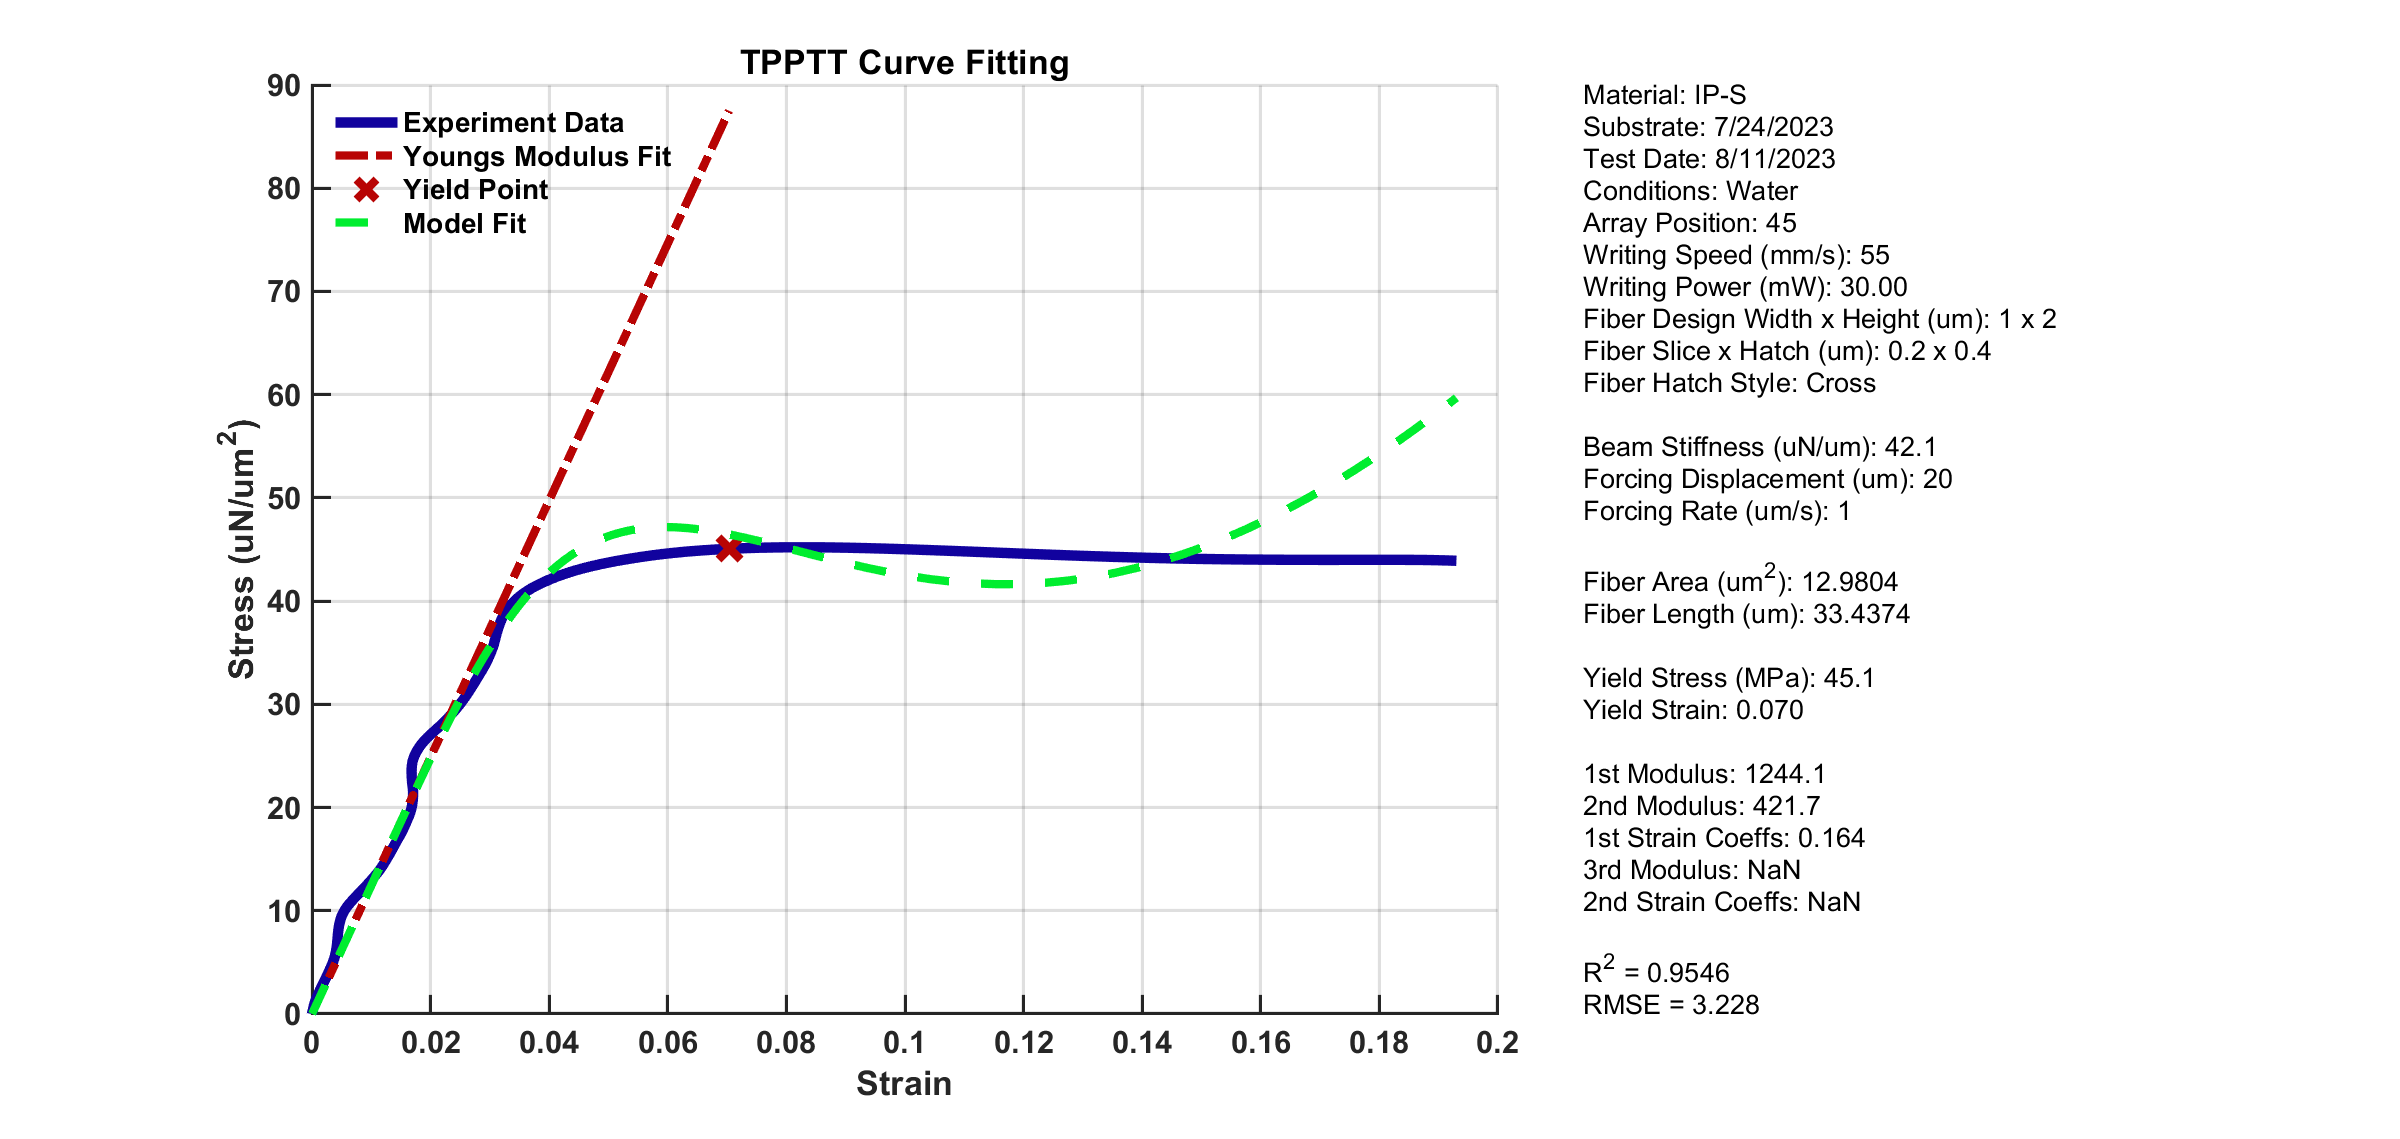 TPPTT Curve Fitting
90
80
70
60
50
40
30
20
10
0
Stress (uN/um²)
Experiment Data
Youngs Modulus Fit
Yield Point
Model Fit
0 0.02 0.04 0.06 0.08 0.1 0.12 0.14 0.16 0.18 0.2
Strain
Material: IP-S
Substrate: 7/24/2023
Test Date: 8/11/2023
Conditions: Water
Array Position: 45
Writing Speed (mm/s): 55
Writing Power (mW): 30.00
Fiber Design Width x Height (um): 1 x 2
Fiber Slice x Hatch (um): 0.2 x 0.4
Fiber Hatch Style: Cross
Beam Stiffness (uN/um): 42.1
Forcing Displacement (um): 20
Forcing Rate (um/s): 1
Fiber Area (um²): 12.9804
Fiber Length (um): 33.4374
Yield Stress (MPa): 45.1
Yield Strain: 0.070
1st Modulus: 1244.1
2nd Modulus: 421.7
1st Strain Coeffs: 0.164
3rd Modulus: NaN
2nd Strain Coeffs: NaN
R² = 0.9546
RMSE = 3.228